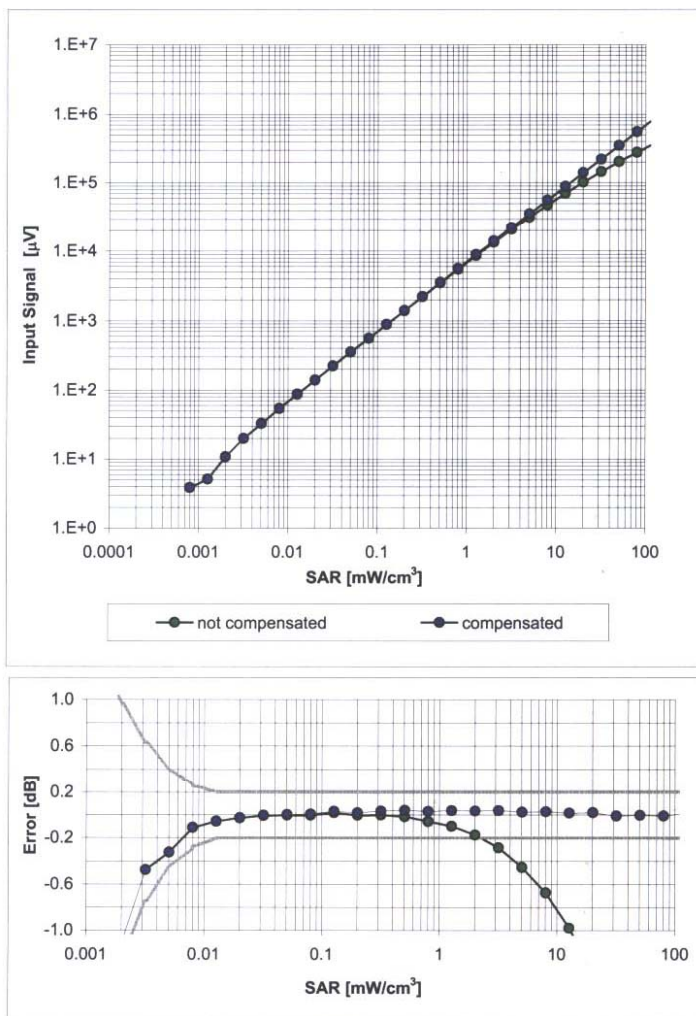 1.E+7
1.E+6
1.E+5
1.E+4
1.E+3
1.E+2
1.E+1
1.E+0
Input Signal [µV]
0.0001 0.001 0.01 0.1 1 10 100
SAR [mW/cm³]
not compensated compensated
1.0
0.6
0.2
-0.2
-0.6
-1.0
Error [dB]
0.001 0.01 0.1 1 10 100
SAR [mW/cm³]